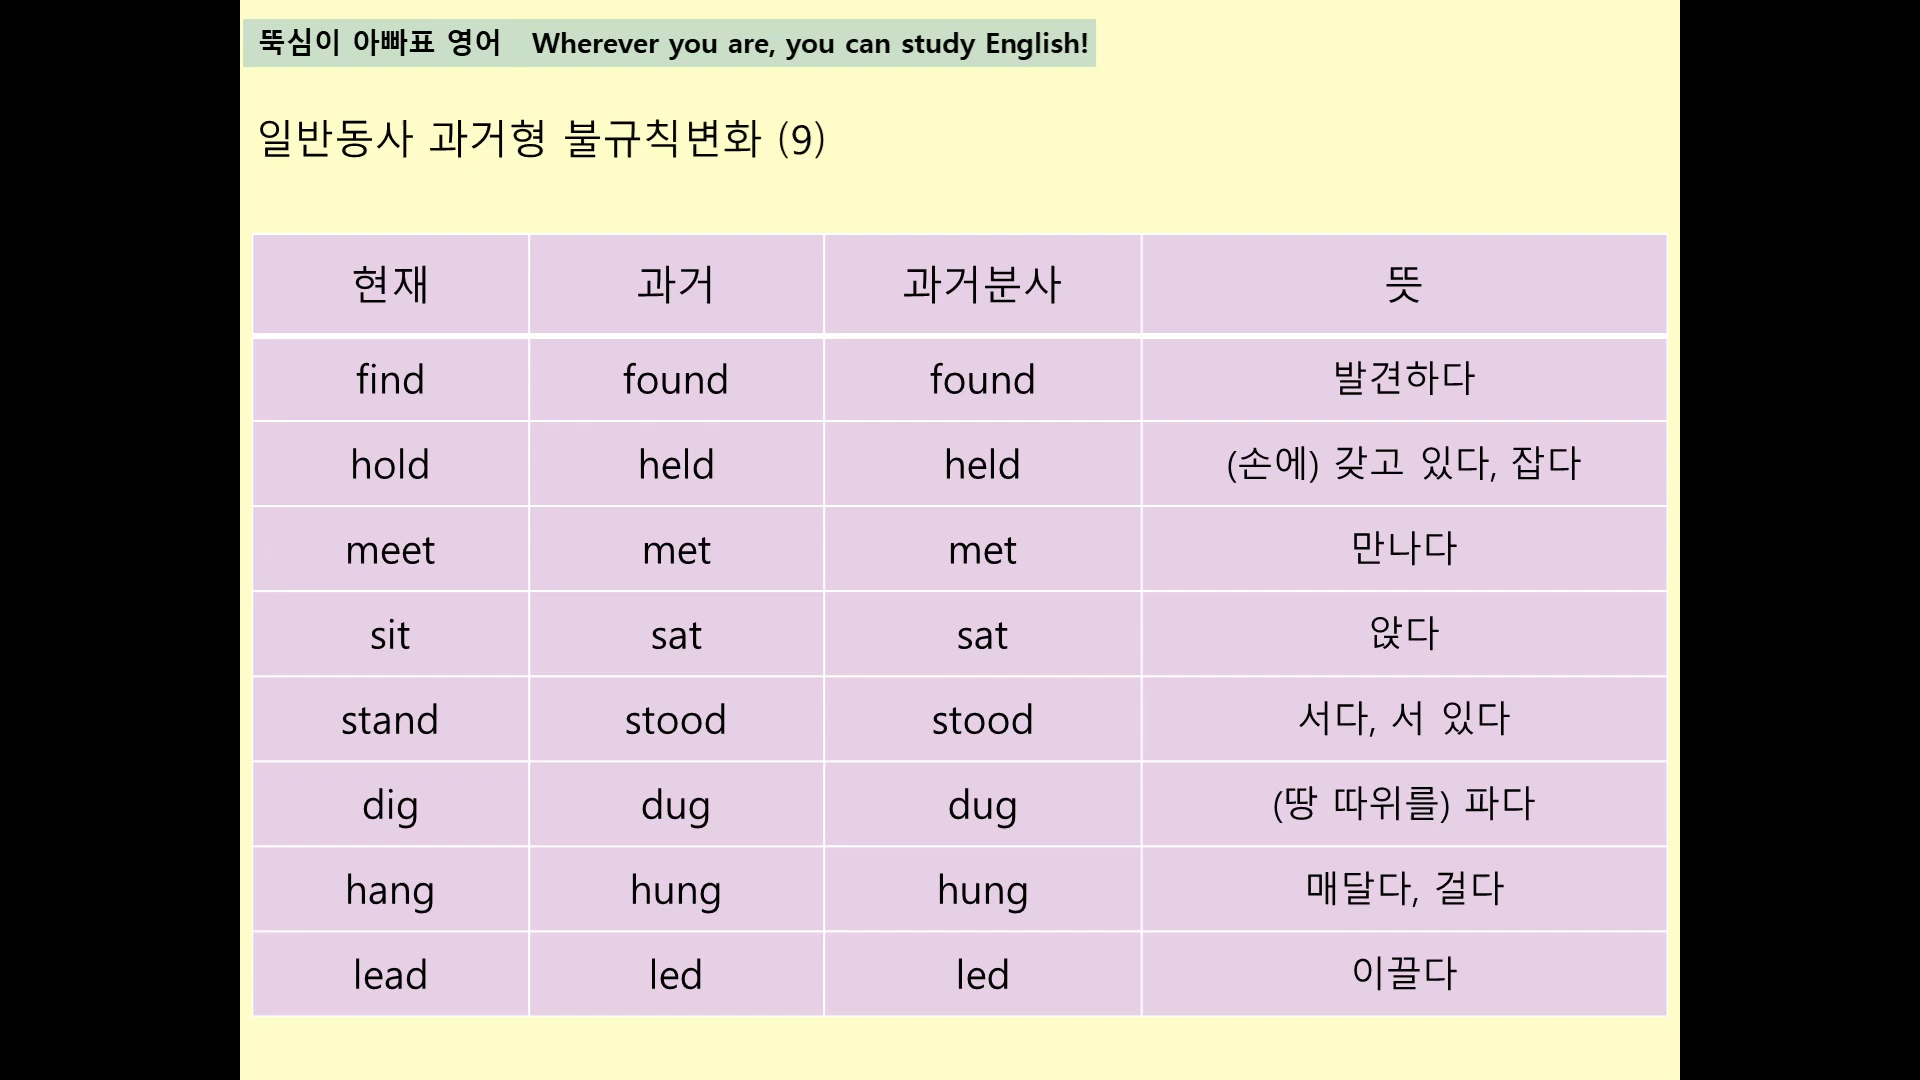 뚝심이 아빠표 영어 Wherever you are, you can study English!
일반동사 과거형 불규칙변화 (9)
현재 과거 과거분사 뜻
find found found 발견하다
hold held held (손에) 갖고 있다, 잡다
meet met met 만나다
sit sat sat 앉다
stand stood stood 서다, 서 있다
dig dug dug (땅 따위를) 파다
hang hung hung 매달다, 걸다
lead led led 이끌다